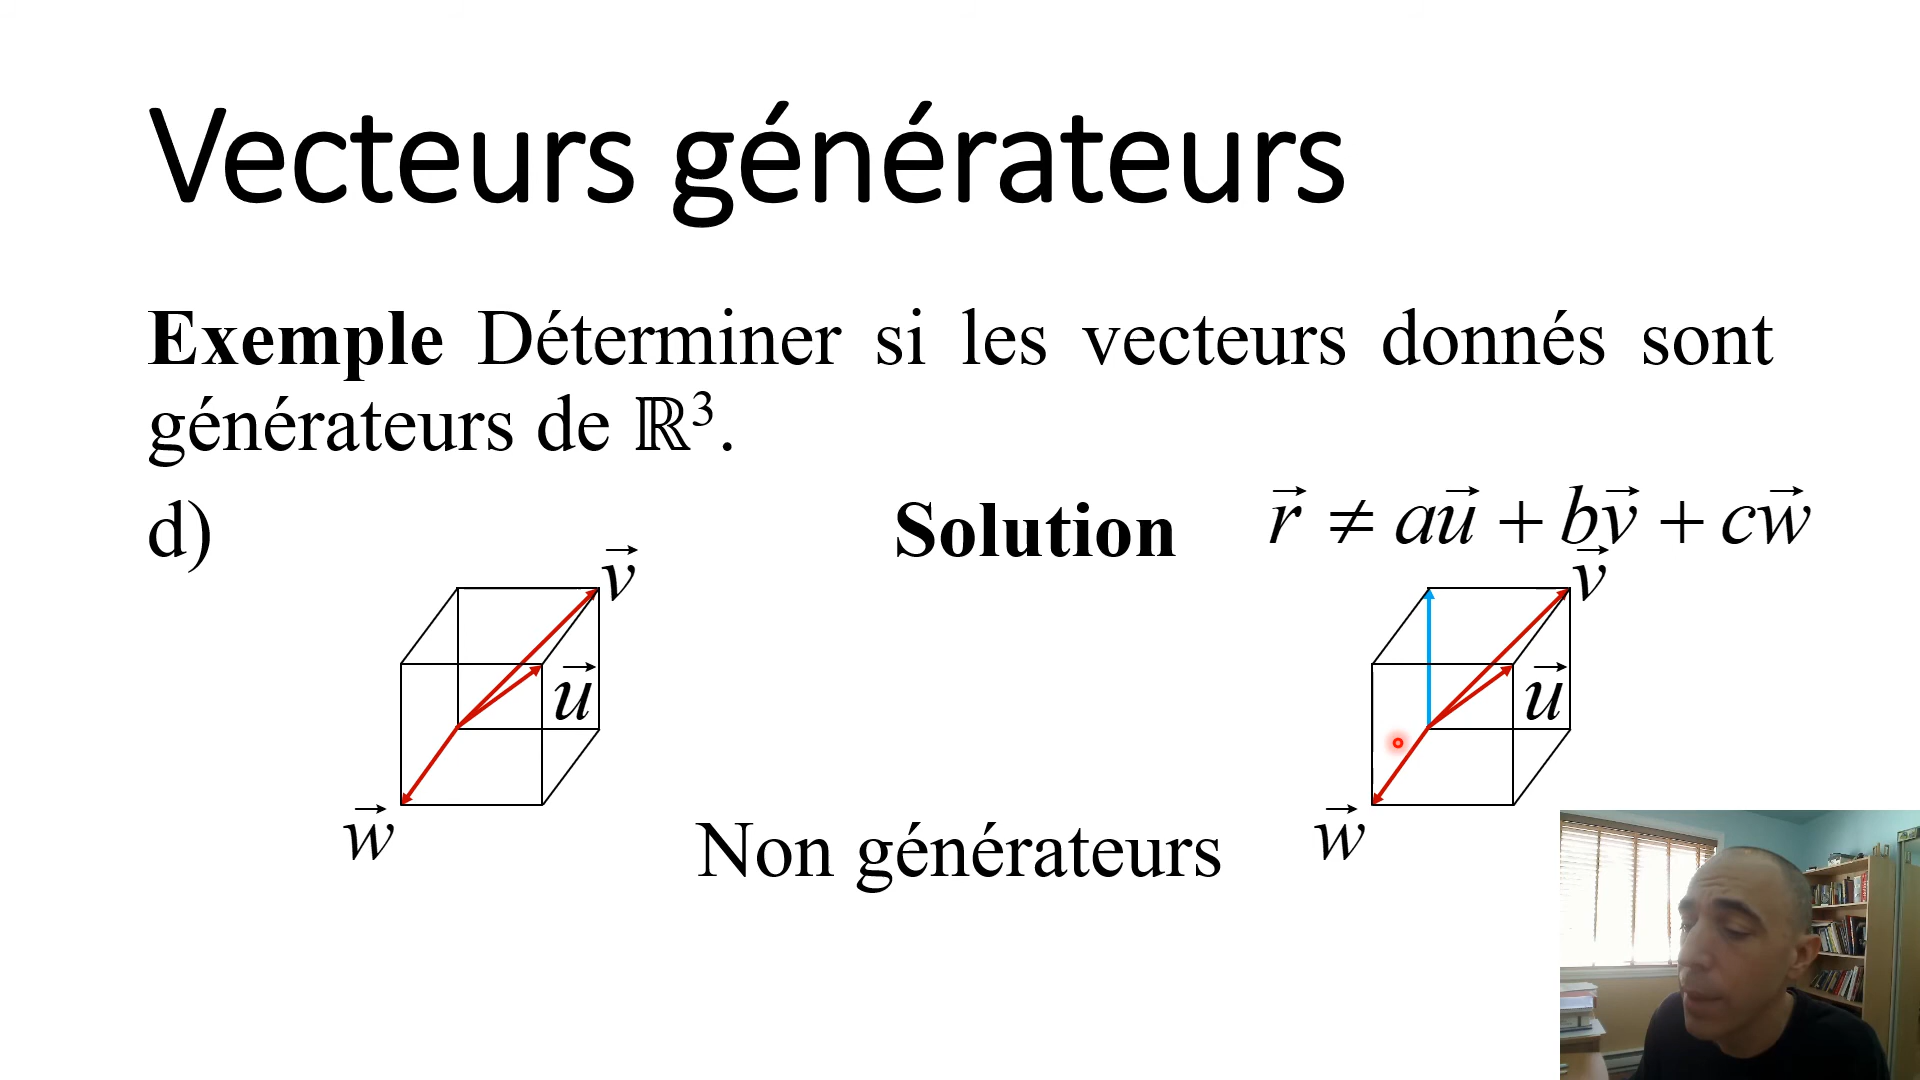 Vecteurs générateurs
Exemple Déterminer si les vecteurs donnés sont
générateurs de ℝ³.
d)
Solution
r⃗ ≠ au⃗ + bv⃗ + cw⃗
v⃗
u⃗
w⃗
v⃗
u⃗
w⃗
Non générateurs